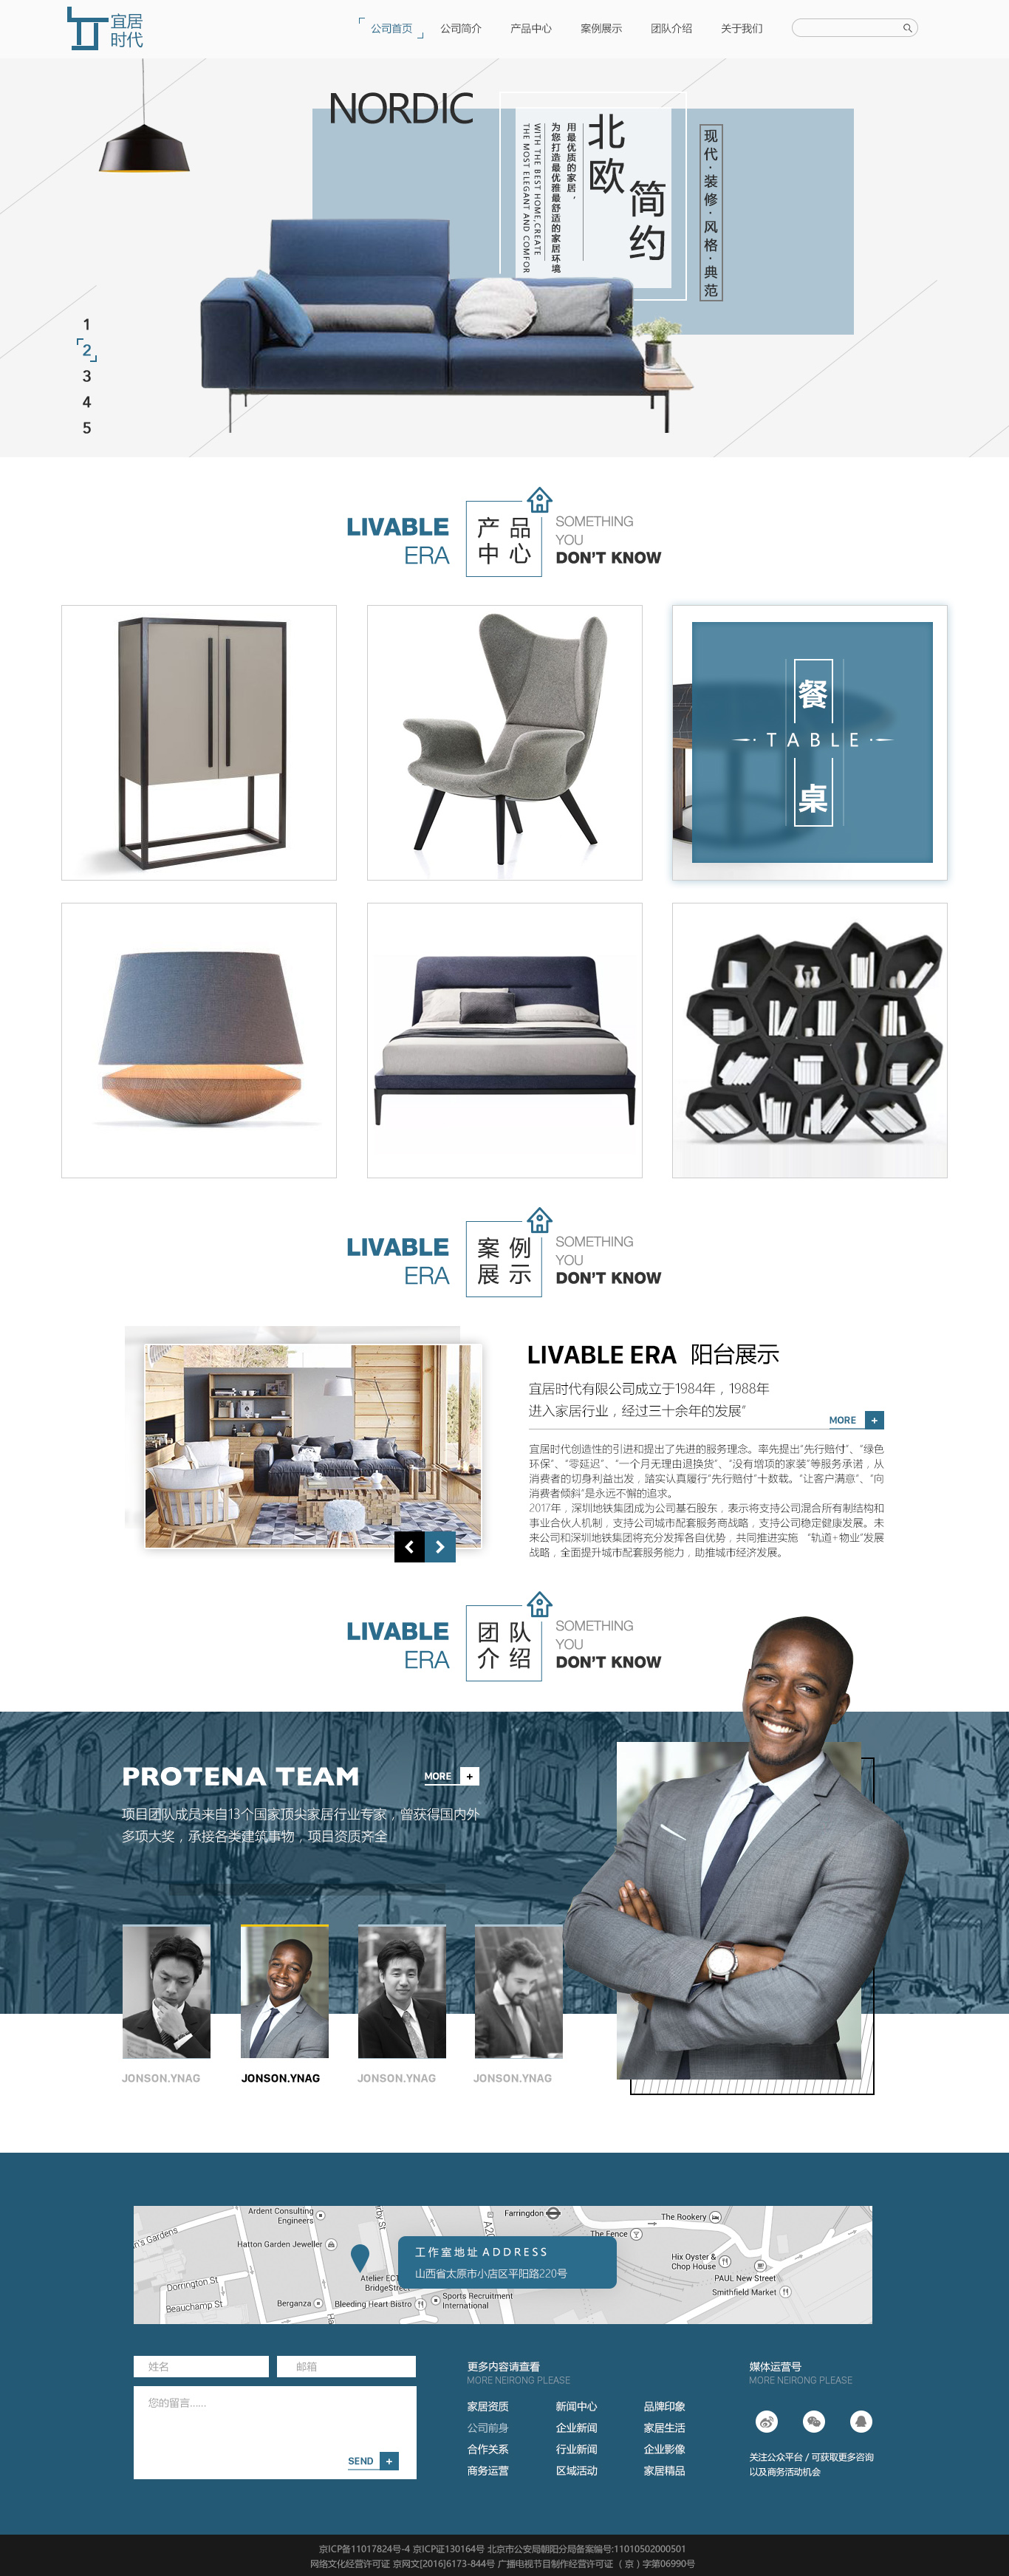 宜居
时代
公司首页 公司简介 产品中心 案例展示 团队介绍 关于我们
NORDIC
北欧
简约
用最优质的家居，
为您打造最优雅最舒适的家居环境
WITH THE BEST HOME,CREATE
THE MOST ELEGANT AND COMFOR
现代·装修·风格·典范
1
2
3
4
5
LIVABLE
ERA
产品
中心
SOMETHING
YOU
DON'T KNOW
餐
TABLE
桌
LIVABLE
ERA
案例
展示
SOMETHING
YOU
DON'T KNOW
LIVABLE ERA 阳台展示
宜居时代有限公司成立于1984年，1988年
进入家居行业，经过三十余年的发展"
MORE +
宜居时代创造性的引进和提出了先进的服务理念。率先提出"先行赔付"、"绿色
环保"、"零延迟"、"一个月无理由退换货"、"没有增项的家装"等服务承诺，从
消费者的切身利益出发，踏实认真履行"先行赔付"十数载。"让客户满意"、"向
消费者倾斜"是永远不懈的追求。
2017年，深圳地铁集团成为公司基石股东，表示将支持公司混合所有制结构和
事业合伙人机制，支持公司城市配套服务商战略，支持公司稳定健康发展。未
来公司和深圳地铁集团将充分发挥各自优势，共同推进实施 "轨道+物业"发展
战略，全面提升城市配套服务能力，助推城市经济发展。
LIVABLE
ERA
团队
介绍
SOMETHING
YOU
DON'T KNOW
PROTENA TEAM
MORE +
项目团队成员来自13个国家顶尖家居行业专家，曾获得国内外
多项大奖，承接各类建筑事物，项目资质齐全
JONSON.YNAG JONSON.YNAG JONSON.YNAG JONSON.YNAG
Ardent Consulting
Engineers
Farringdon
The Rookery
The Fence
Hatton Garden Jeweller
工作室地址 ADDRESS
山西省太原市小店区平阳路220号
Hix Oyster &
Chop House
PAUL New Street
Smithfield Market
Dorrington St
Beauchamp St
Berganza
Bleeding Heart Bistro
Sports Recruitment
International
姓名
邮箱
您的留言......
SEND +
更多内容请查看
MORE NEIRONG PLEASE
家居资质 新闻中心 品牌印象
公司前身 企业新闻 家居生活
合作关系 行业新闻 企业影像
商务运营 区域活动 家居精品
媒体运营号
MORE NEIRONG PLEASE
关注公众平台 / 可获取更多咨询
以及商务活动机会
京ICP备11017824号-4 京ICP证130164号 北京市公安局朝阳分局备案编号:11010502000501
网络文化经营许可证 京网文[2016]6173-844号 广播电视节目制作经营许可证 （京）字第06990号